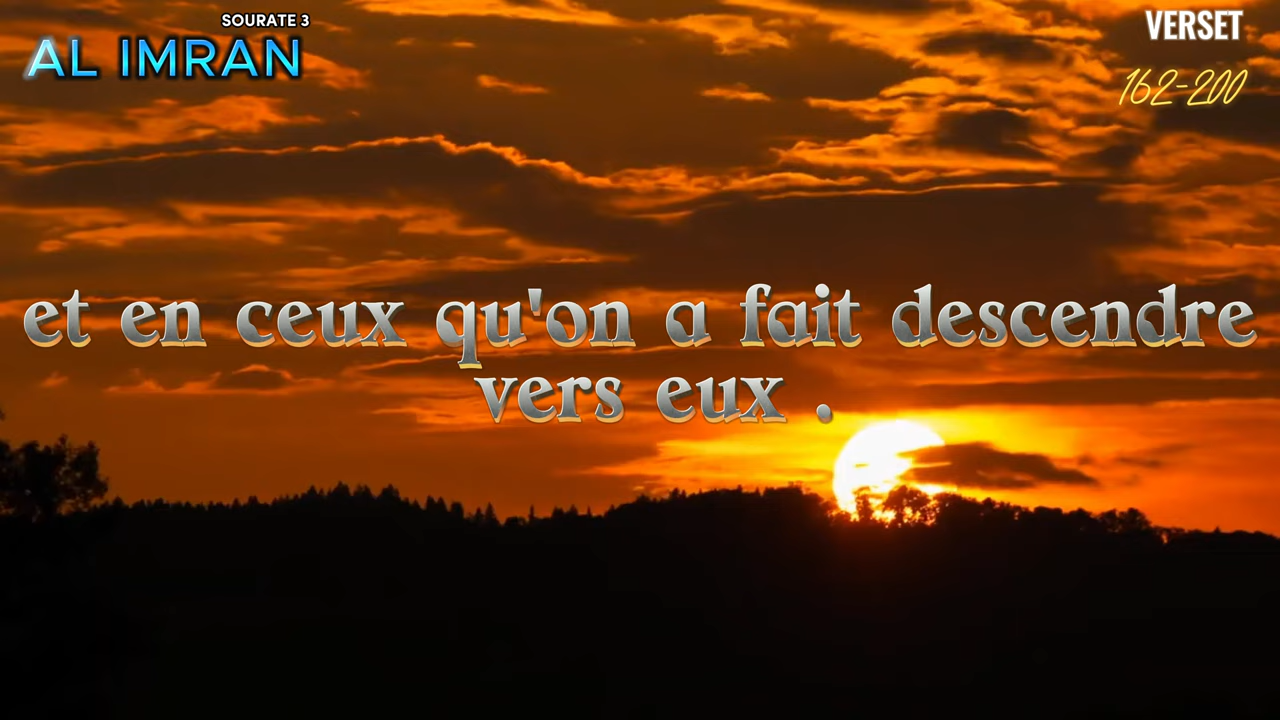 SOURATE 3
AL IMRAN
VERSET
162-200
et en ceux qu'on a fait descendre
vers eux .